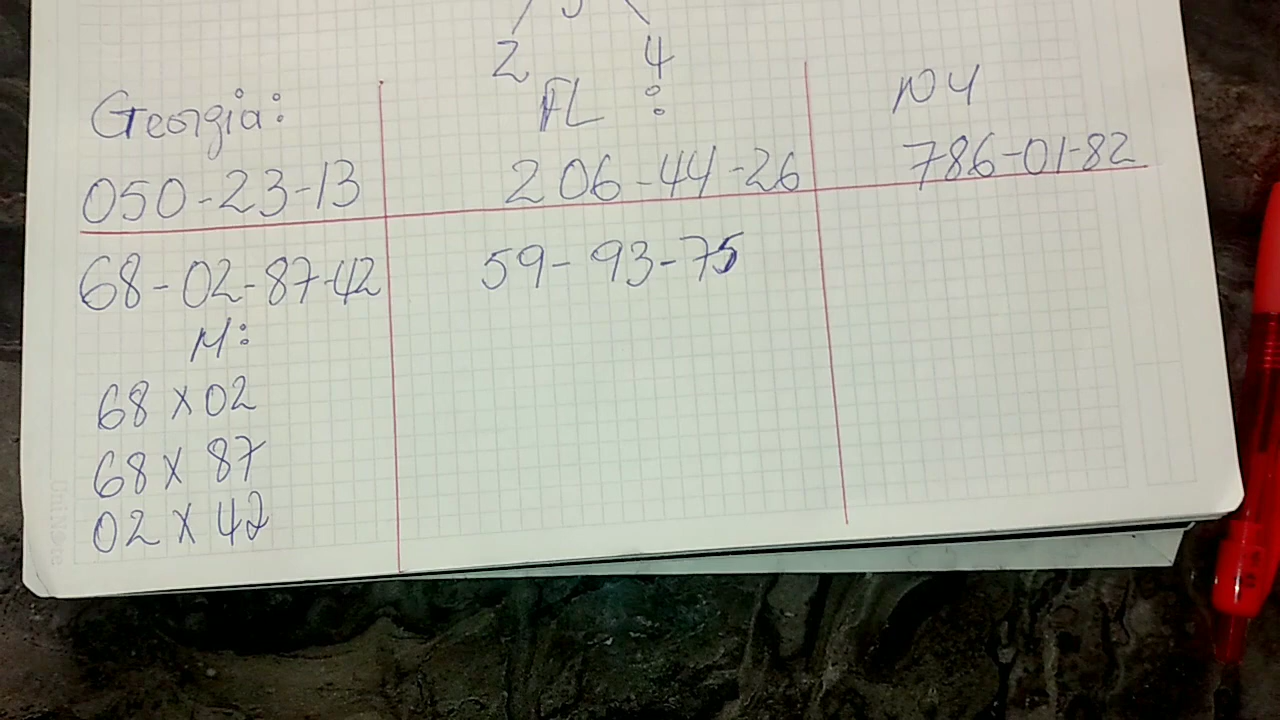 2 4
Georgia:
050-23-13
68-02-87-42
M:
68 x 02
68 x 87
02 x 42
FL :
206-44-26
59-93-75
NY
786-01-82